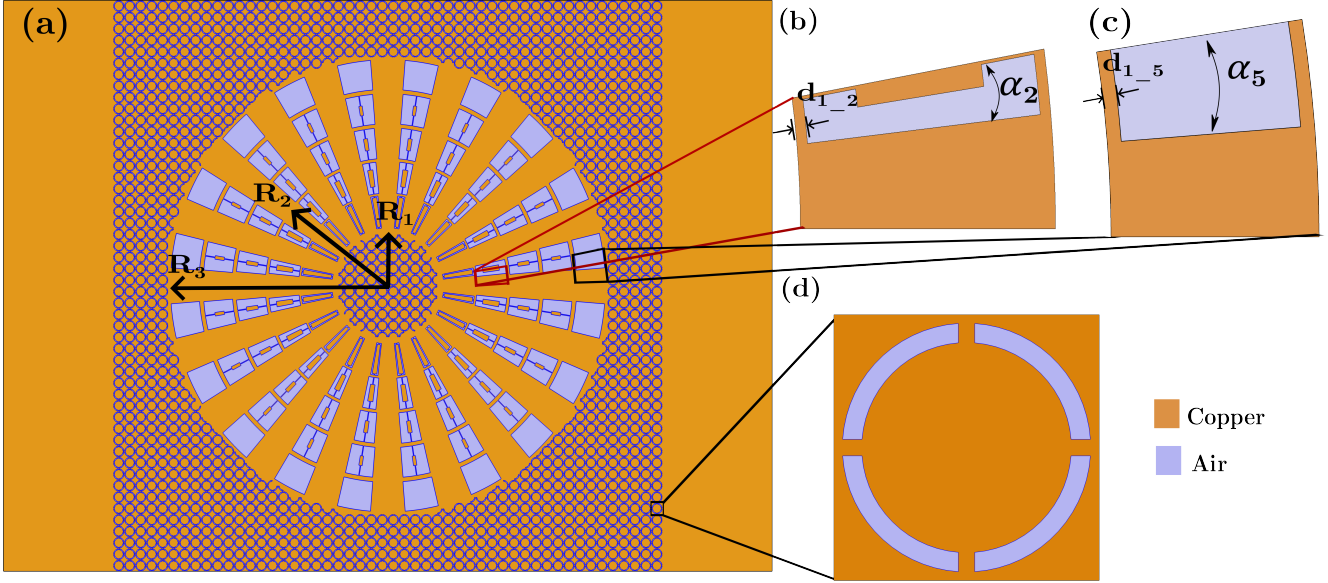 (a)
R₁
R₂
R₃
(b)
d₁_₂
α₂
(c)
d₁_₅
α₅
(d)
Copper
Air